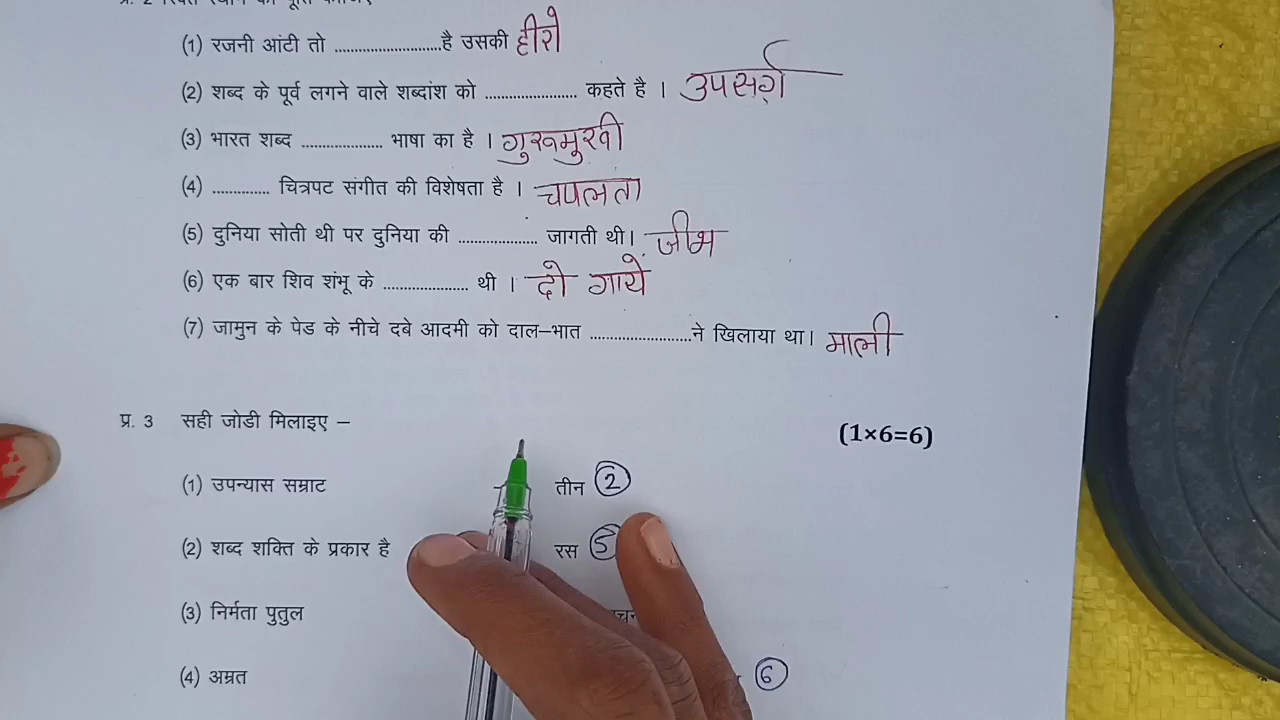 प्र. 2 रिक्त स्थान की पूर्ति कीजिए
(1) रजनी आंटी तो ...........................है उसकी हीरो
(2) शब्द के पूर्व लगने वाले शब्दांश को ....................... कहते है । उपसर्ग
(3) भारत शब्द .................... भाषा का है । गुरूमुखी
(4) .............. चित्रपट संगीत की विशेषता है । चपलता
(5) दुनिया सोती थी पर दुनिया की .................... जागती थी। जीभ
(6) एक बार शिव शंभू के ..................... थी । दो गायें
(7) जामुन के पेड के नीचे दबे आदमी को दाल–भात .........................ने खिलाया था। माली
प्र. 3 सही जोडी मिलाइए –
(1×6=6)
(1) उपन्यास सम्राट तीन 2
(2) शब्द शक्ति के प्रकार है रस 5
(3) निर्मता पुतुल
(4) अम्रत 6